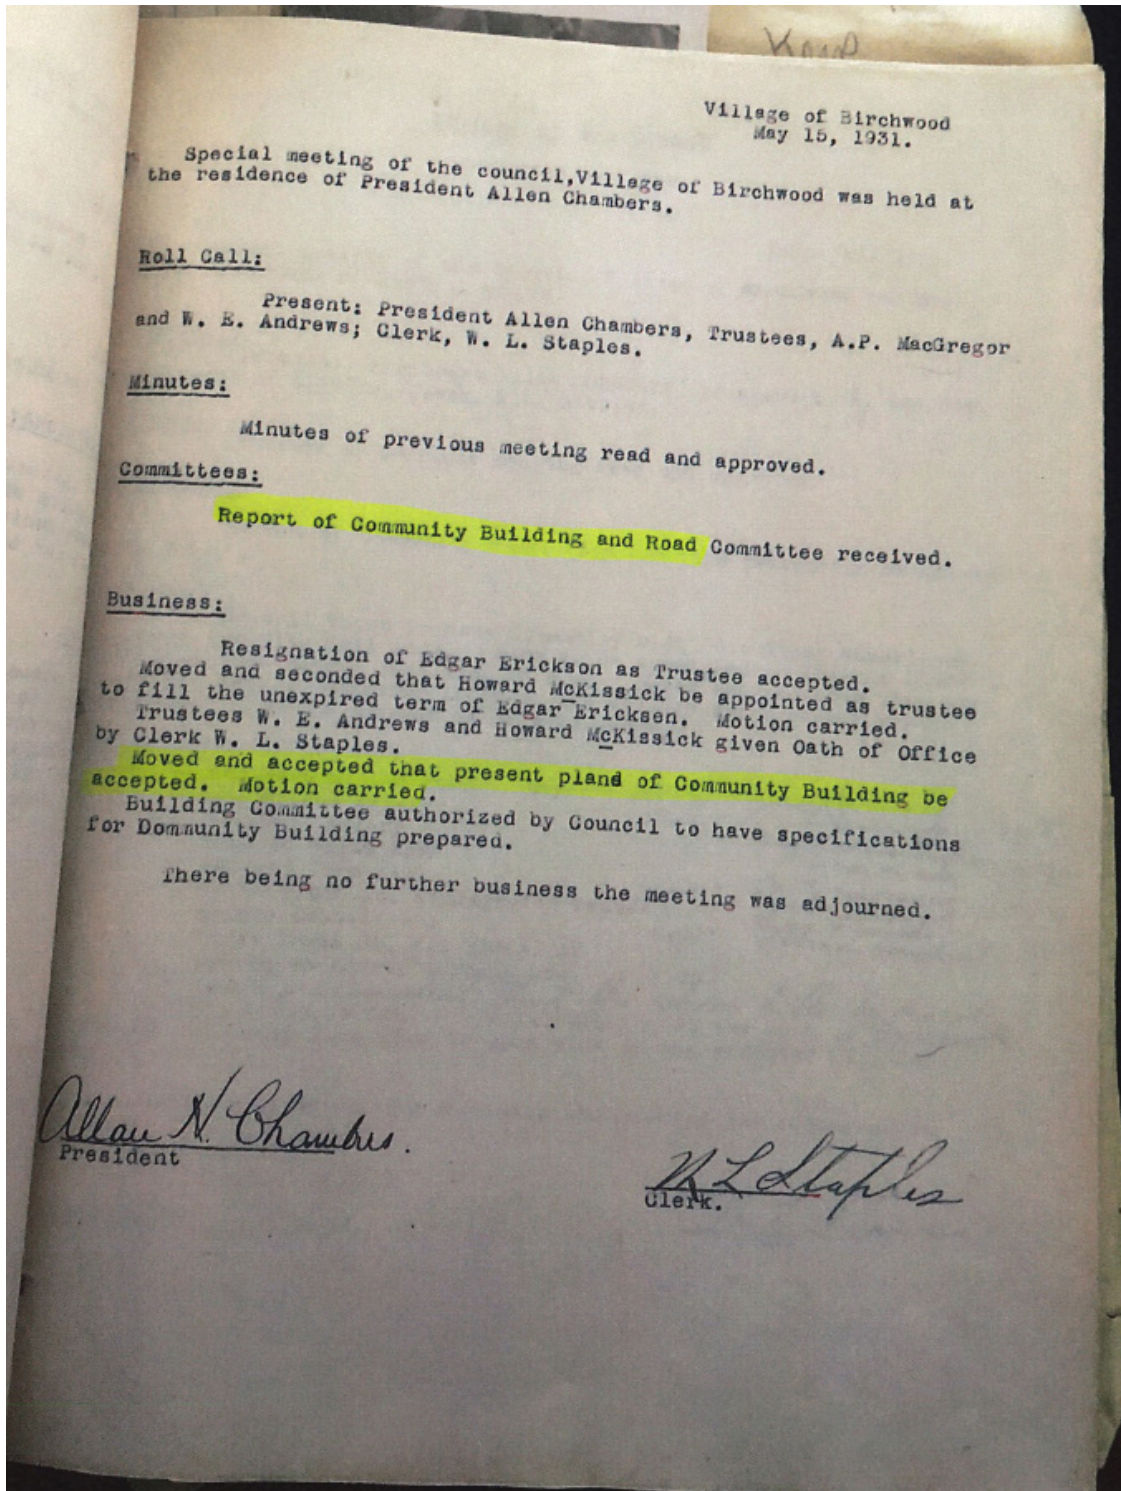 Kowp
Village of Birchwood
May 15, 1931.
Special meeting of the council,Village of Birchwood was held at
the residence of President Allen Chambers.
Roll Call:
Present: President Allen Chambers, Trustees, A.P. MacGregor
and W. E. Andrews; Clerk, W. L. Staples.
Minutes:
Minutes of previous meeting read and approved.
Committees:
Report of Community Building and Road Committee received.
Business:
Resignation of Edgar Erickson as Trustee accepted.
Moved and seconded that Howard McKissick be appointed as trustee
to fill the unexpired term of Edgar Ericksen. Motion carried.
Trustees W. E. Andrews and Howard McKissick given Oath of Office
by Clerk W. L. Staples.
Moved and accepted that present pland of Community Building be
accepted. Motion carried.
Building Committee authorized by Council to have specifications
for Dommunity Building prepared.
There being no further business the meeting was adjourned.
Allan N. Chambers.
President
W L Staples
Clerk.